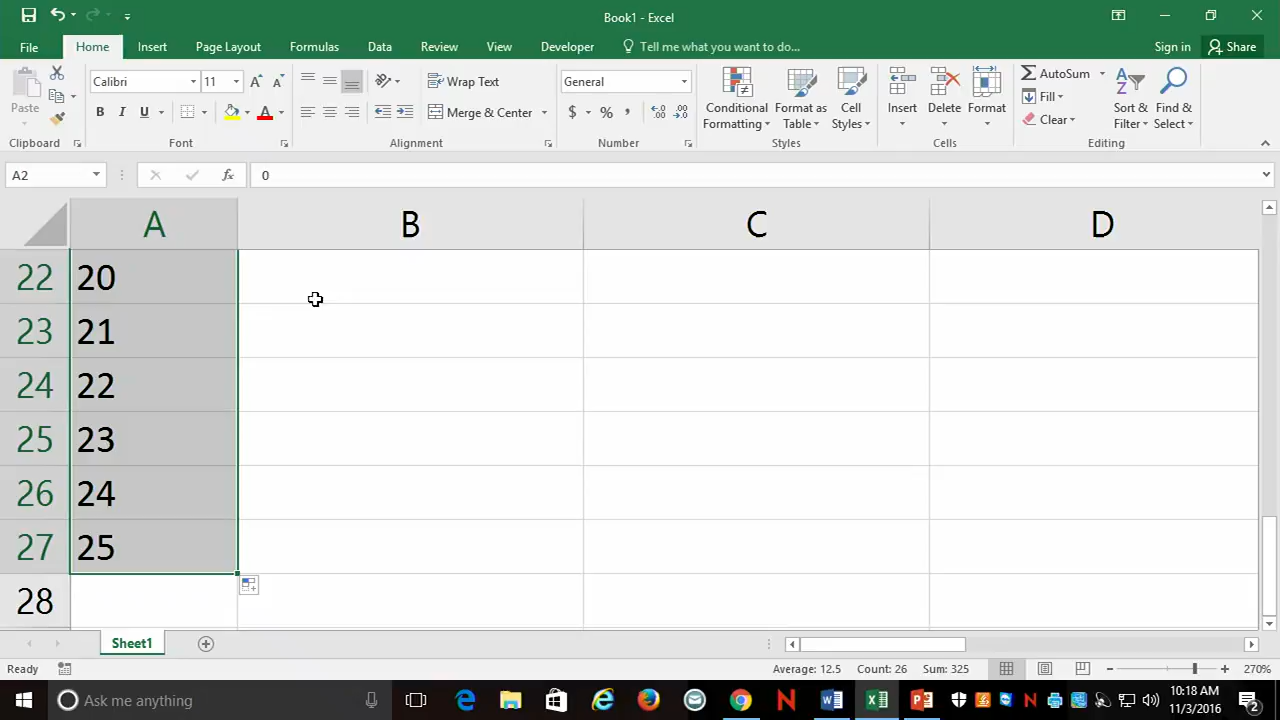 Book1 - Excel
File Home Insert Page Layout Formulas Data Review View Developer Tell me what you want to do... Sign in Share
Paste
Clipboard
Calibri 11
B I U A
Font
Wrap Text
Merge & Center
Alignment
General
$ % ,
Number
Conditional Formatting
Format as Table
Cell Styles
Styles
Insert Delete Format
Cells
AutoSum
Fill
Clear
Sort & Filter
Find & Select
Editing
A2 fx 0
A B C D
22 20
23 21
24 22
25 23
26 24
27 25
28
Sheet1
Ready Average: 12.5 Count: 26 Sum: 325 270%
Ask me anything
10:18 AM
11/3/2016
2